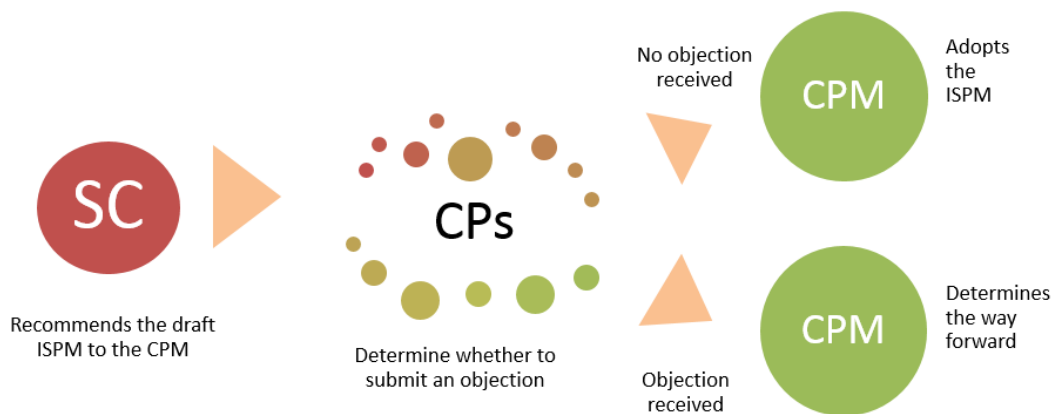 SC
Recommends the draft
ISPM to the CPM
CPs
Determine whether to
submit an objection
No objection
received
CPM
Adopts
the
ISPM
Objection
received
CPM
Determines
the way
forward